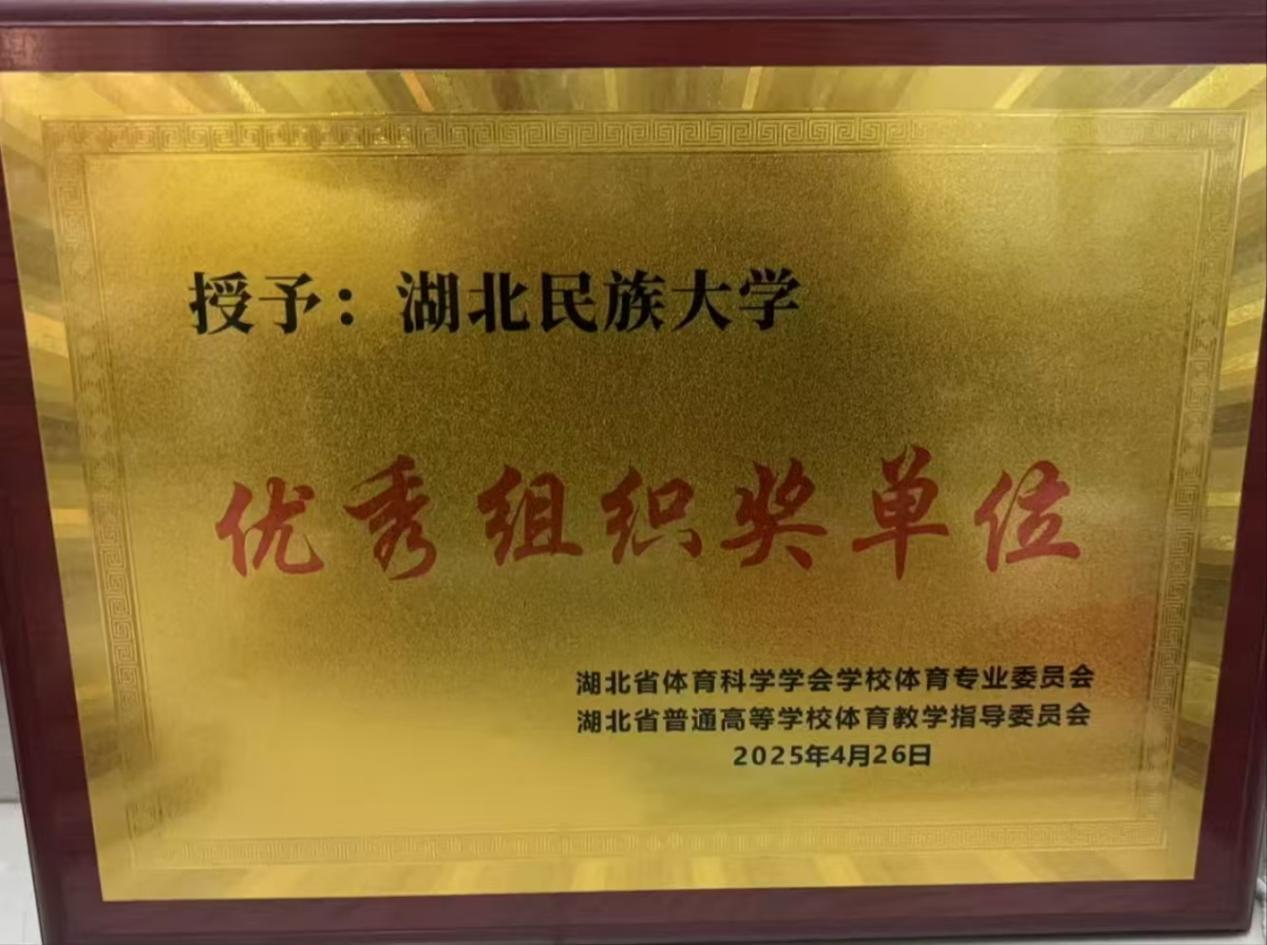 授予：湖北民族大学
优秀组织奖单位
湖北省体育科学学会学校体育专业委员会
湖北省普通高等学校体育教学指导委员会
2025年4月26日